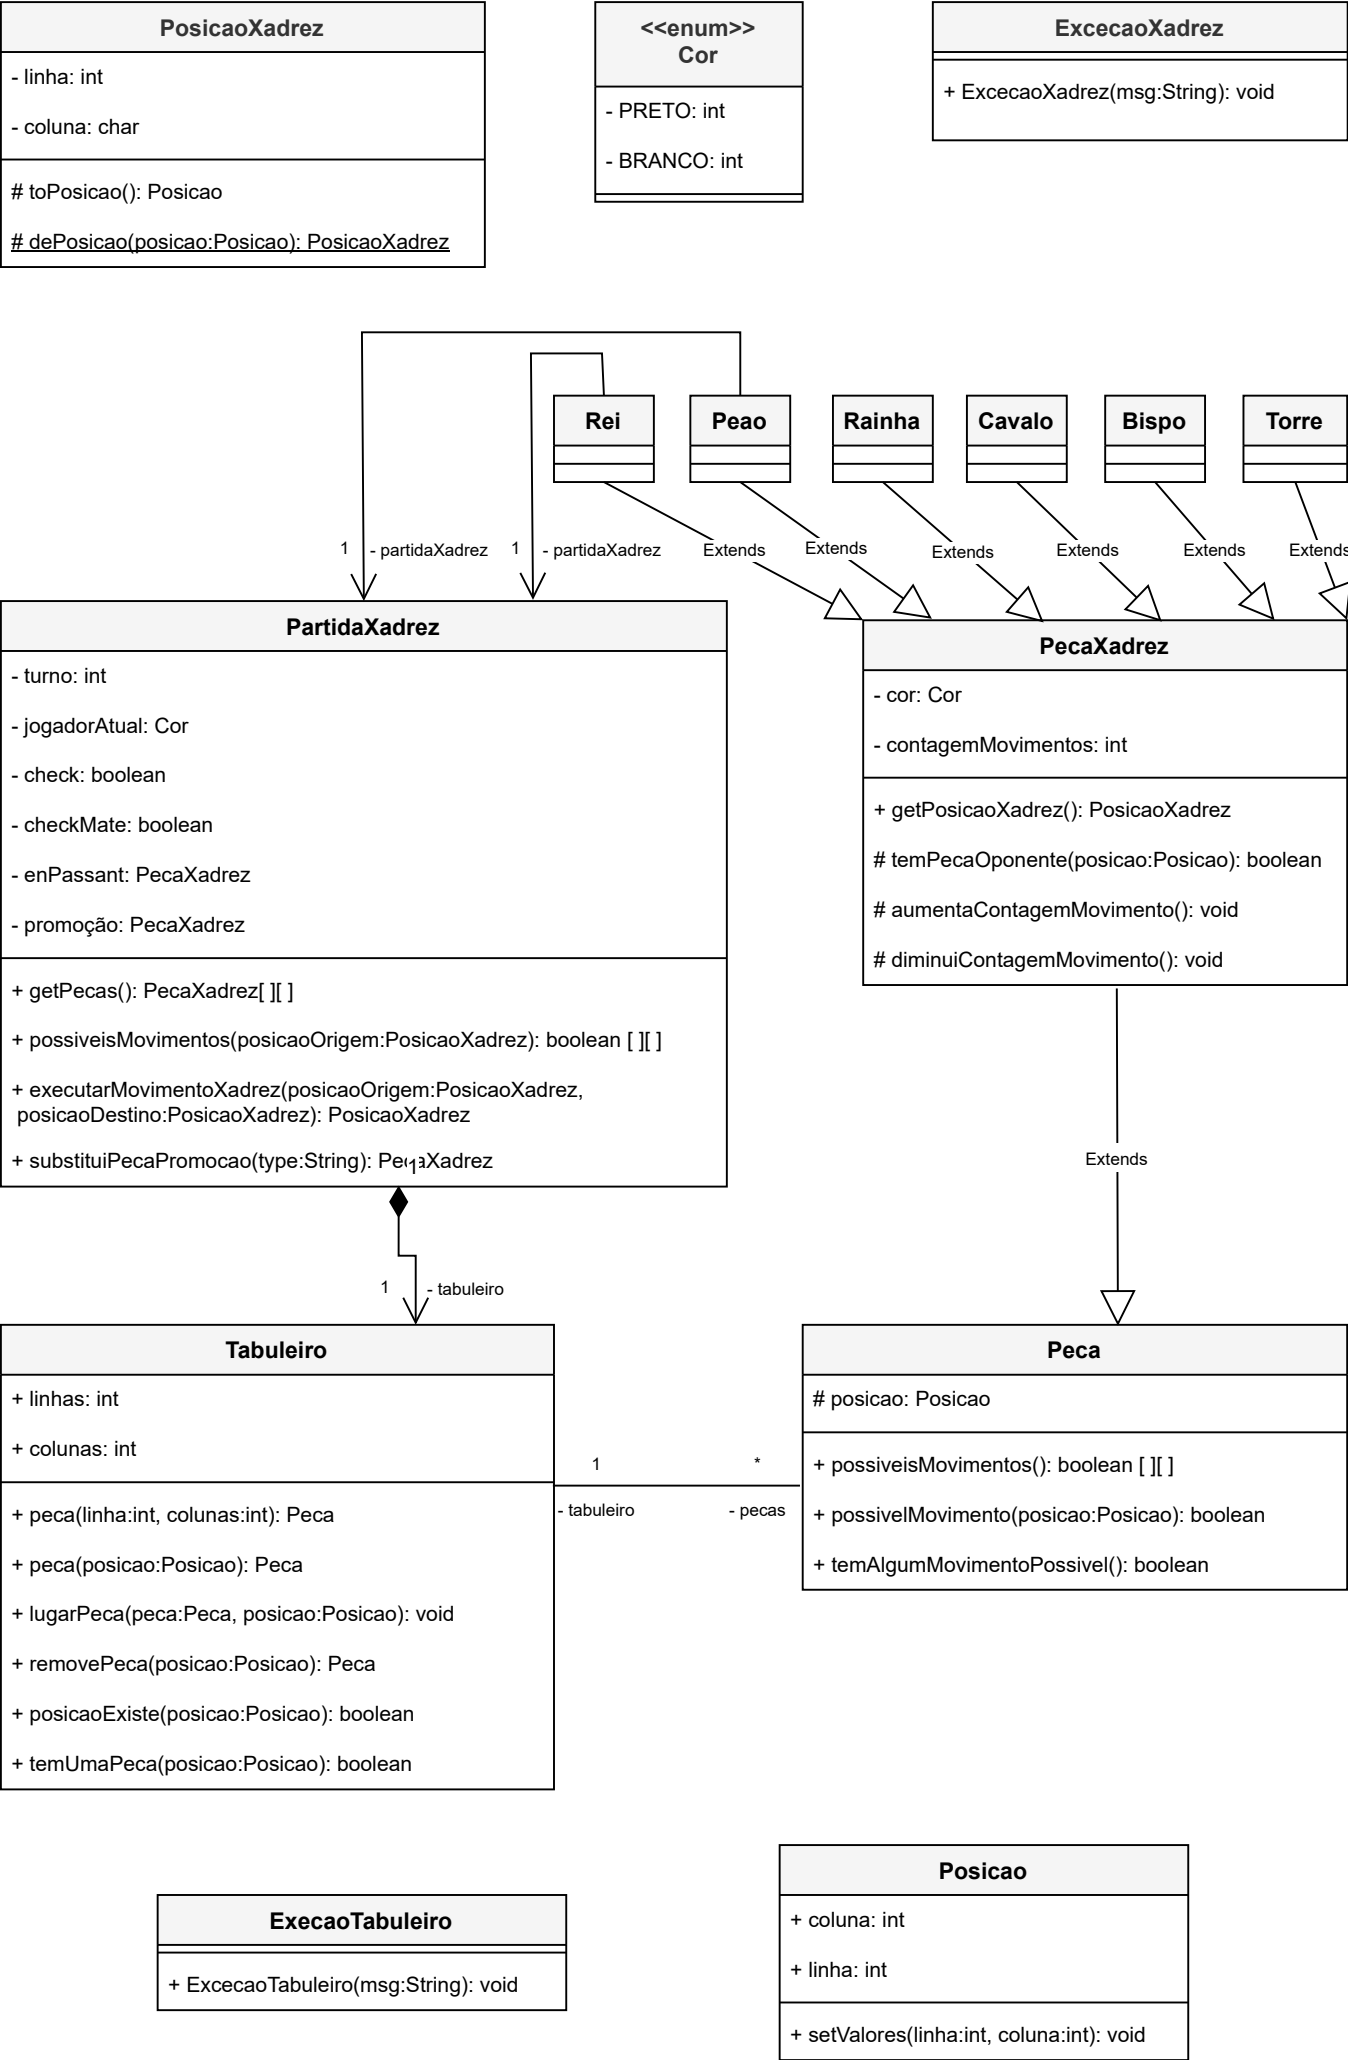 PosicaoXadrez
- linha: int
- coluna: char
# toPosicao(): Posicao
# dePosicao(posicao:Posicao): PosicaoXadrez
<<enum>>
Cor
- PRETO: int
- BRANCO: int
ExcecaoXadrez
+ ExcecaoXadrez(msg:String): void
Rei
Peao
Rainha
Cavalo
Bispo
Torre
1
- partidaXadrez
1
- partidaXadrez
Extends
Extends
Extends
Extends
Extends
Extends
PartidaXadrez
- turno: int
- jogadorAtual: Cor
- check: boolean
- checkMate: boolean
- enPassant: PecaXadrez
- promoção: PecaXadrez
+ getPecas(): PecaXadrez[ ][ ]
+ possiveisMovimentos(posicaoOrigem:PosicaoXadrez): boolean [ ][ ]
+ executarMovimentoXadrez(posicaoOrigem:PosicaoXadrez,
posicaoDestino:PosicaoXadrez): PosicaoXadrez
+ substituiPecaPromocao(type:String): PecaXadrez
1
PecaXadrez
- cor: Cor
- contagemMovimentos: int
+ getPosicaoXadrez(): PosicaoXadrez
# temPecaOponente(posicao:Posicao): boolean
# aumentaContagemMovimento(): void
# diminuiContagemMovimento(): void
Extends
1
- tabuleiro
Tabuleiro
+ linhas: int
+ colunas: int
+ peca(linha:int, colunas:int): Peca
+ peca(posicao:Posicao): Peca
+ lugarPeca(peca:Peca, posicao:Posicao): void
+ removePeca(posicao:Posicao): Peca
+ posicaoExiste(posicao:Posicao): boolean
+ temUmaPeca(posicao:Posicao): boolean
1
*
- tabuleiro
- pecas
Peca
# posicao: Posicao
+ possiveisMovimentos(): boolean [ ][ ]
+ possivelMovimento(posicao:Posicao): boolean
+ temAlgumMovimentoPossivel(): boolean
ExecaoTabuleiro
+ ExcecaoTabuleiro(msg:String): void
Posicao
+ coluna: int
+ linha: int
+ setValores(linha:int, coluna:int): void